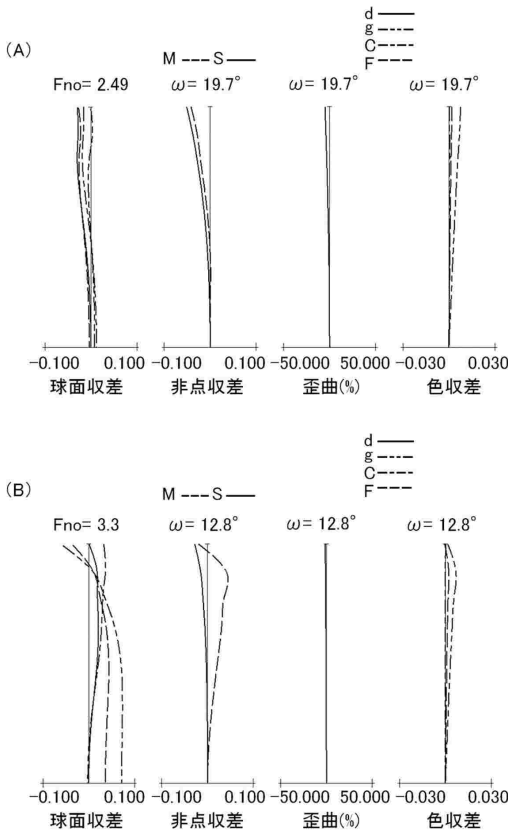 d
g
(A) C
M S F
Fno= 2.49 ω= 19.7° ω= 19.7° ω= 19.7°
-0.100 0.100 -0.100 0.100 -50.000 50.000 -0.030 0.030
球面収差 非点収差 歪曲(%) 色収差
d
g
(B) C
M S F
Fno= 3.3 ω= 12.8° ω= 12.8° ω= 12.8°
-0.100 0.100 -0.100 0.100 -50.000 50.000 -0.030 0.030
球面収差 非点収差 歪曲(%) 色収差